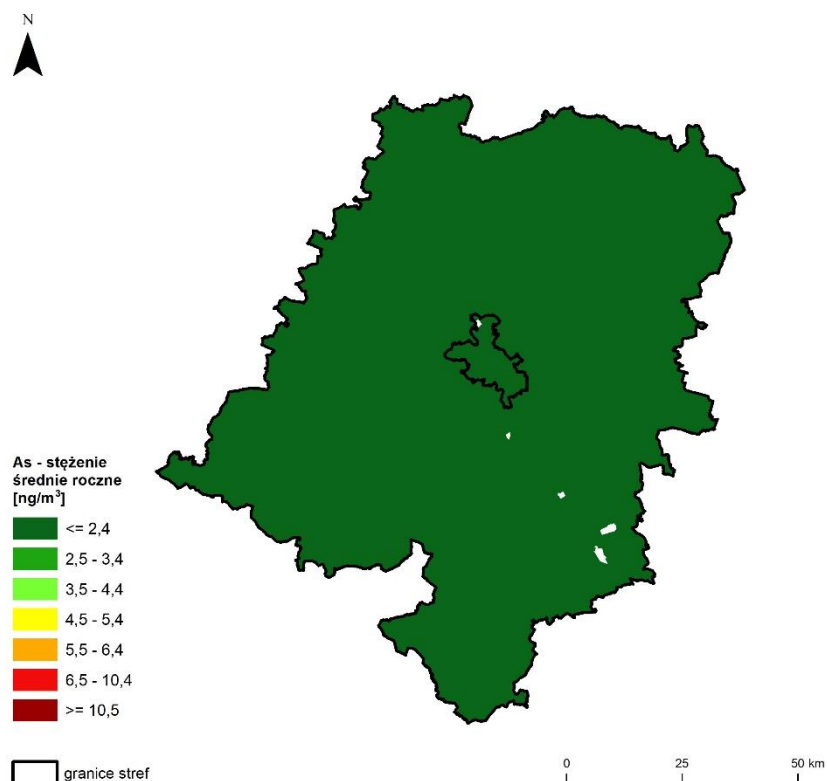 N
As - stężenie
średnie roczne
[ng/m³]
<= 2,4
2,5 - 3,4
3,5 - 4,4
4,5 - 5,4
5,5 - 6,4
6,5 - 10,4
>= 10,5
granice stref
0 25 50 km